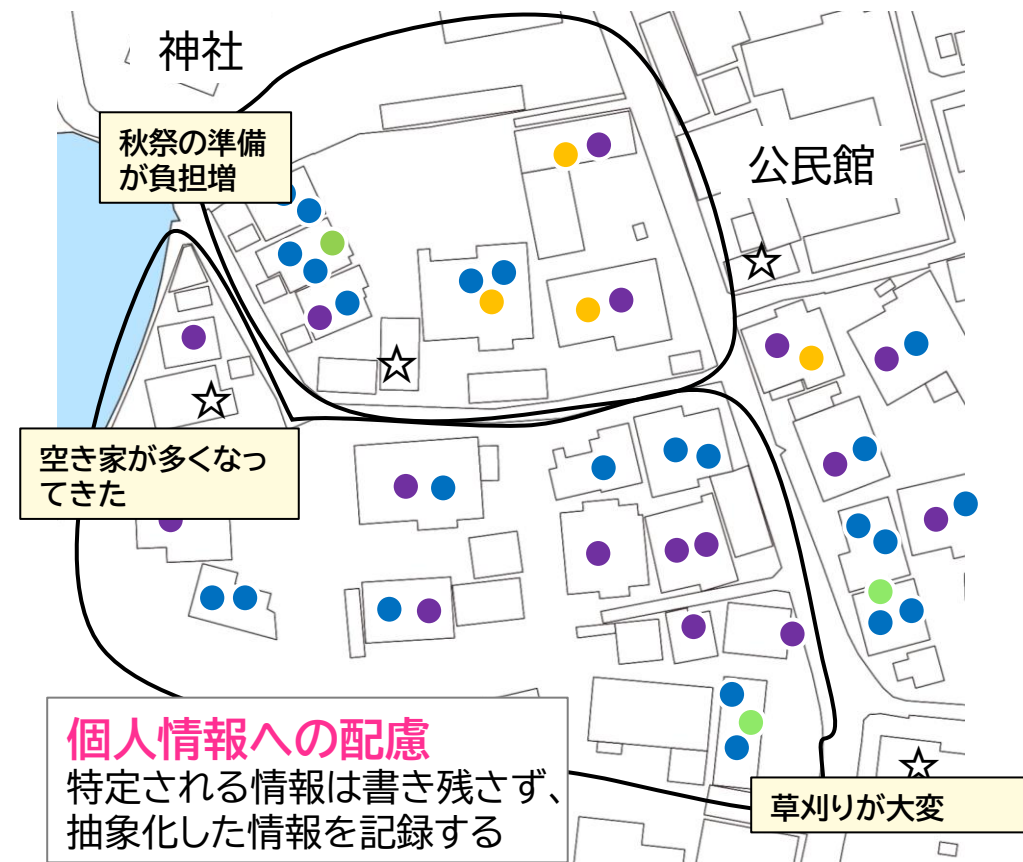 神社
秋祭の準備
が負担増
公民館
空き家が多くなっ
てきた
個人情報への配慮
特定される情報は書き残さず、
抽象化した情報を記録する
草刈りが大変